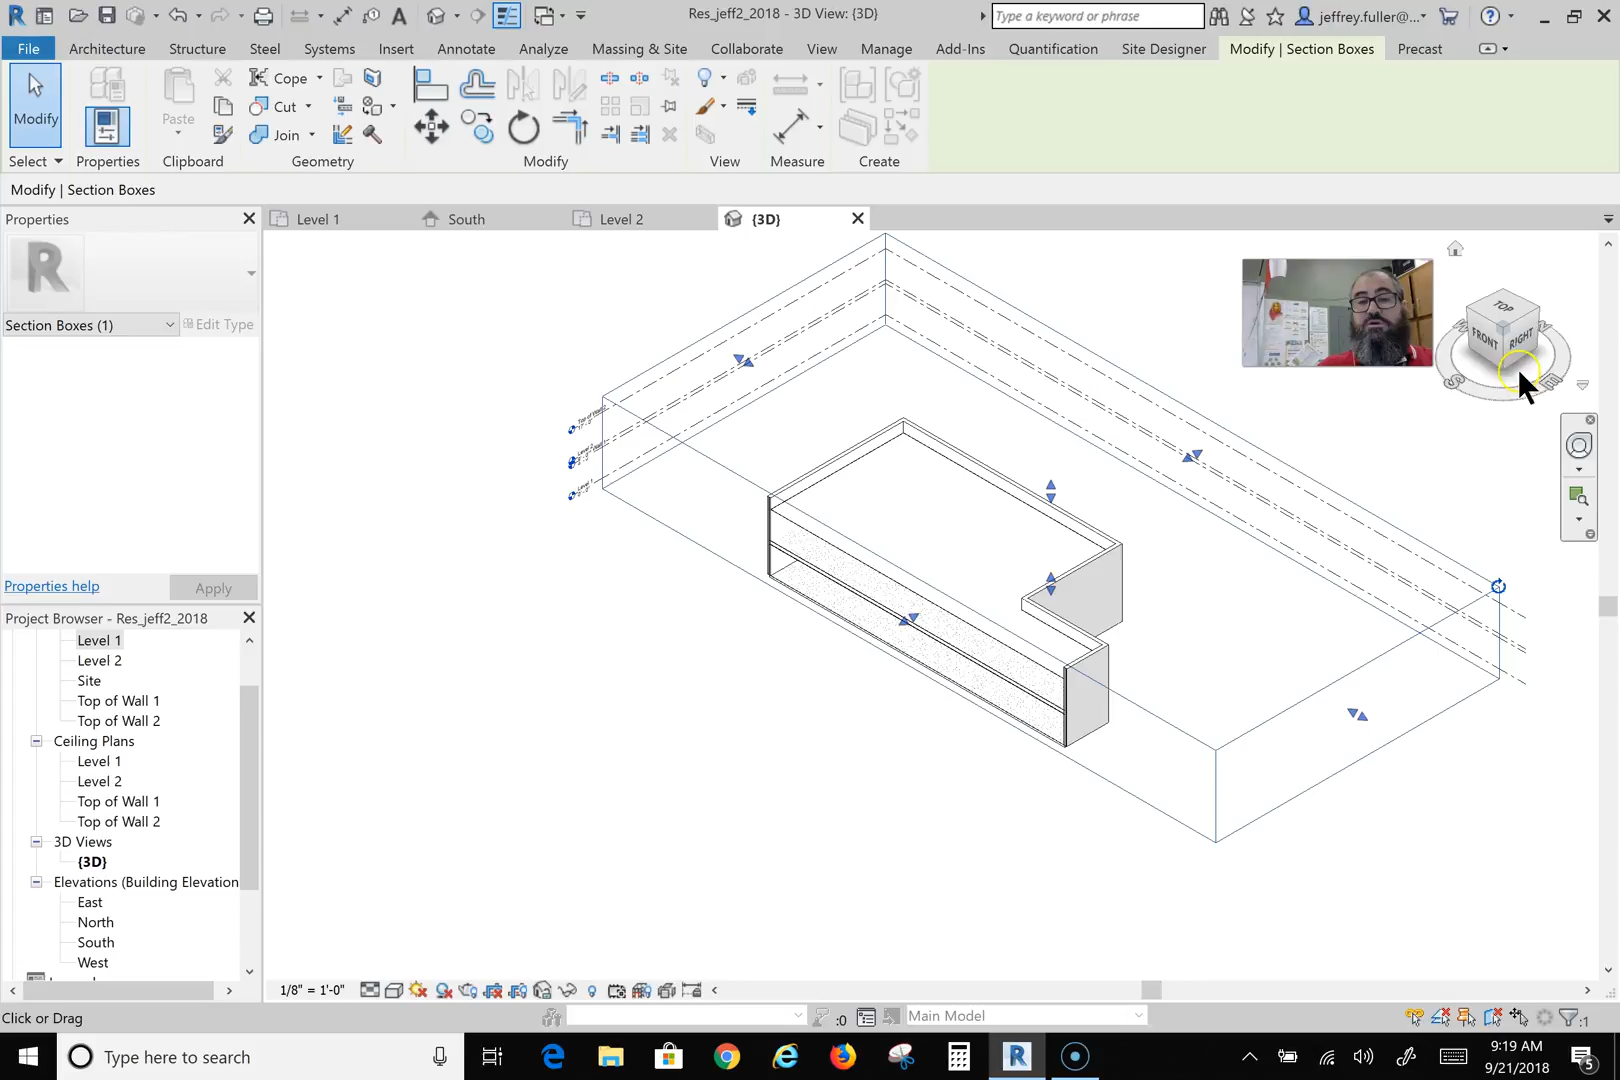 Res_jeff2_2018 - 3D View: {3D}
Type a keyword or phrase
jeffrey.fuller@...
File
Architecture
Structure
Steel
Systems
Insert
Annotate
Analyze
Massing & Site
Collaborate
View
Manage
Add-Ins
Quantification
Site Designer
Modify | Section Boxes
Precast
Modify
Paste
Cope
Cut
Join
Select
Properties
Clipboard
Geometry
Modify
View
Measure
Create
Modify | Section Boxes
Properties
Level 1
South
Level 2
{3D}
R
Section Boxes (1)
Edit Type
TOP
FRONT
RIGHT
S
E
Level 2
Level 1
Properties help
Apply
Project Browser - Res_jeff2_2018
Level 1
Level 2
Site
Top of Wall 1
Top of Wall 2
Ceiling Plans
Level 1
Level 2
Top of Wall 1
Top of Wall 2
3D Views
{3D}
Elevations (Building Elevation
East
North
South
West
1/8" = 1'-0"
Click or Drag
:0
Main Model
:1
Type here to search
9:19 AM
9/21/2018
5